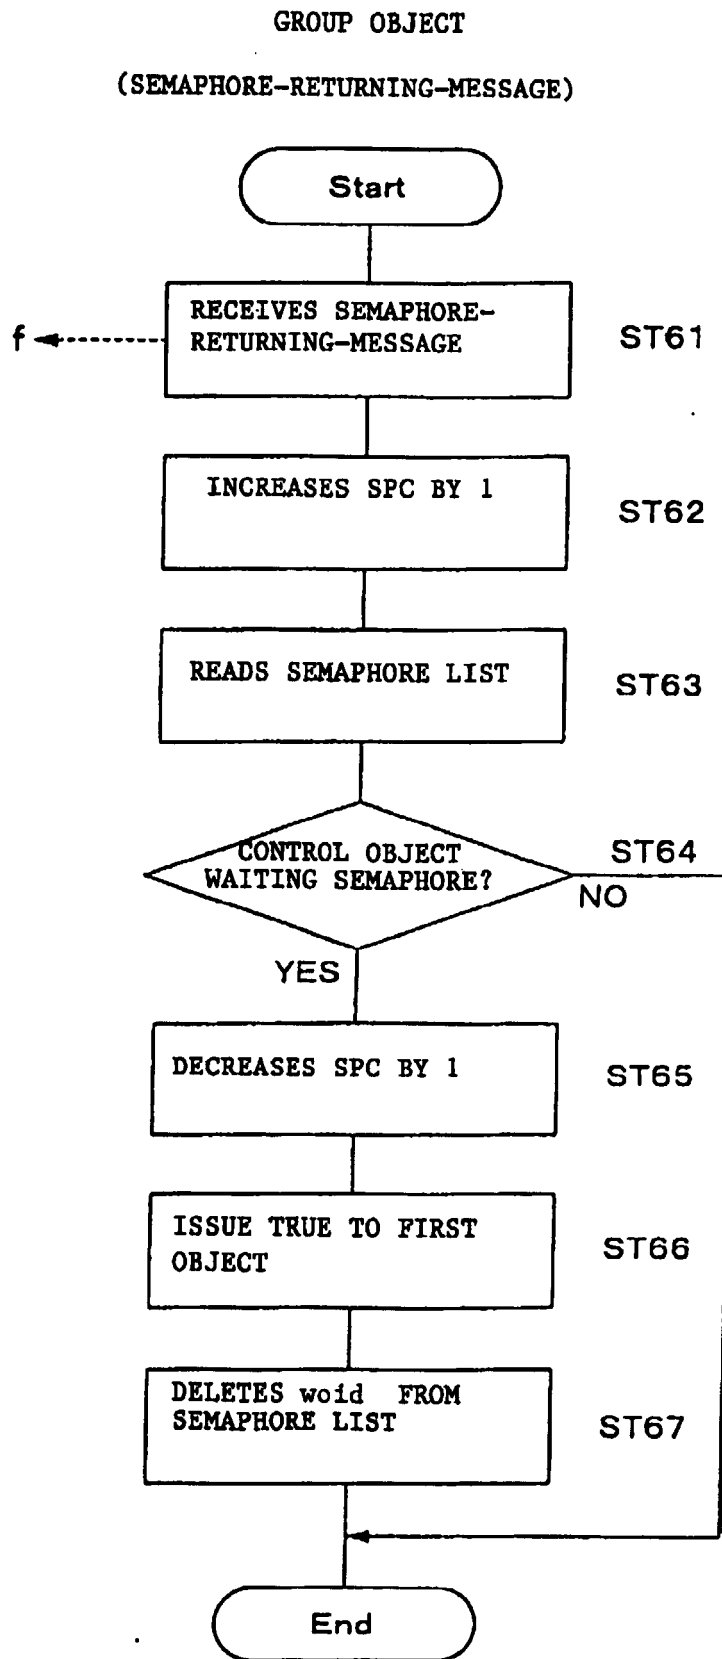 GROUP OBJECT
(SEMAPHORE-RETURNING-MESSAGE)
Start
RECEIVES SEMAPHORE-
RETURNING-MESSAGE
f
ST61
INCREASES SPC BY 1
ST62
READS SEMAPHORE LIST
ST63
CONTROL OBJECT
WAITING SEMAPHORE?
ST64
NO
YES
DECREASES SPC BY 1
ST65
ISSUE TRUE TO FIRST
OBJECT
ST66
DELETES woid FROM
SEMAPHORE LIST
ST67
End